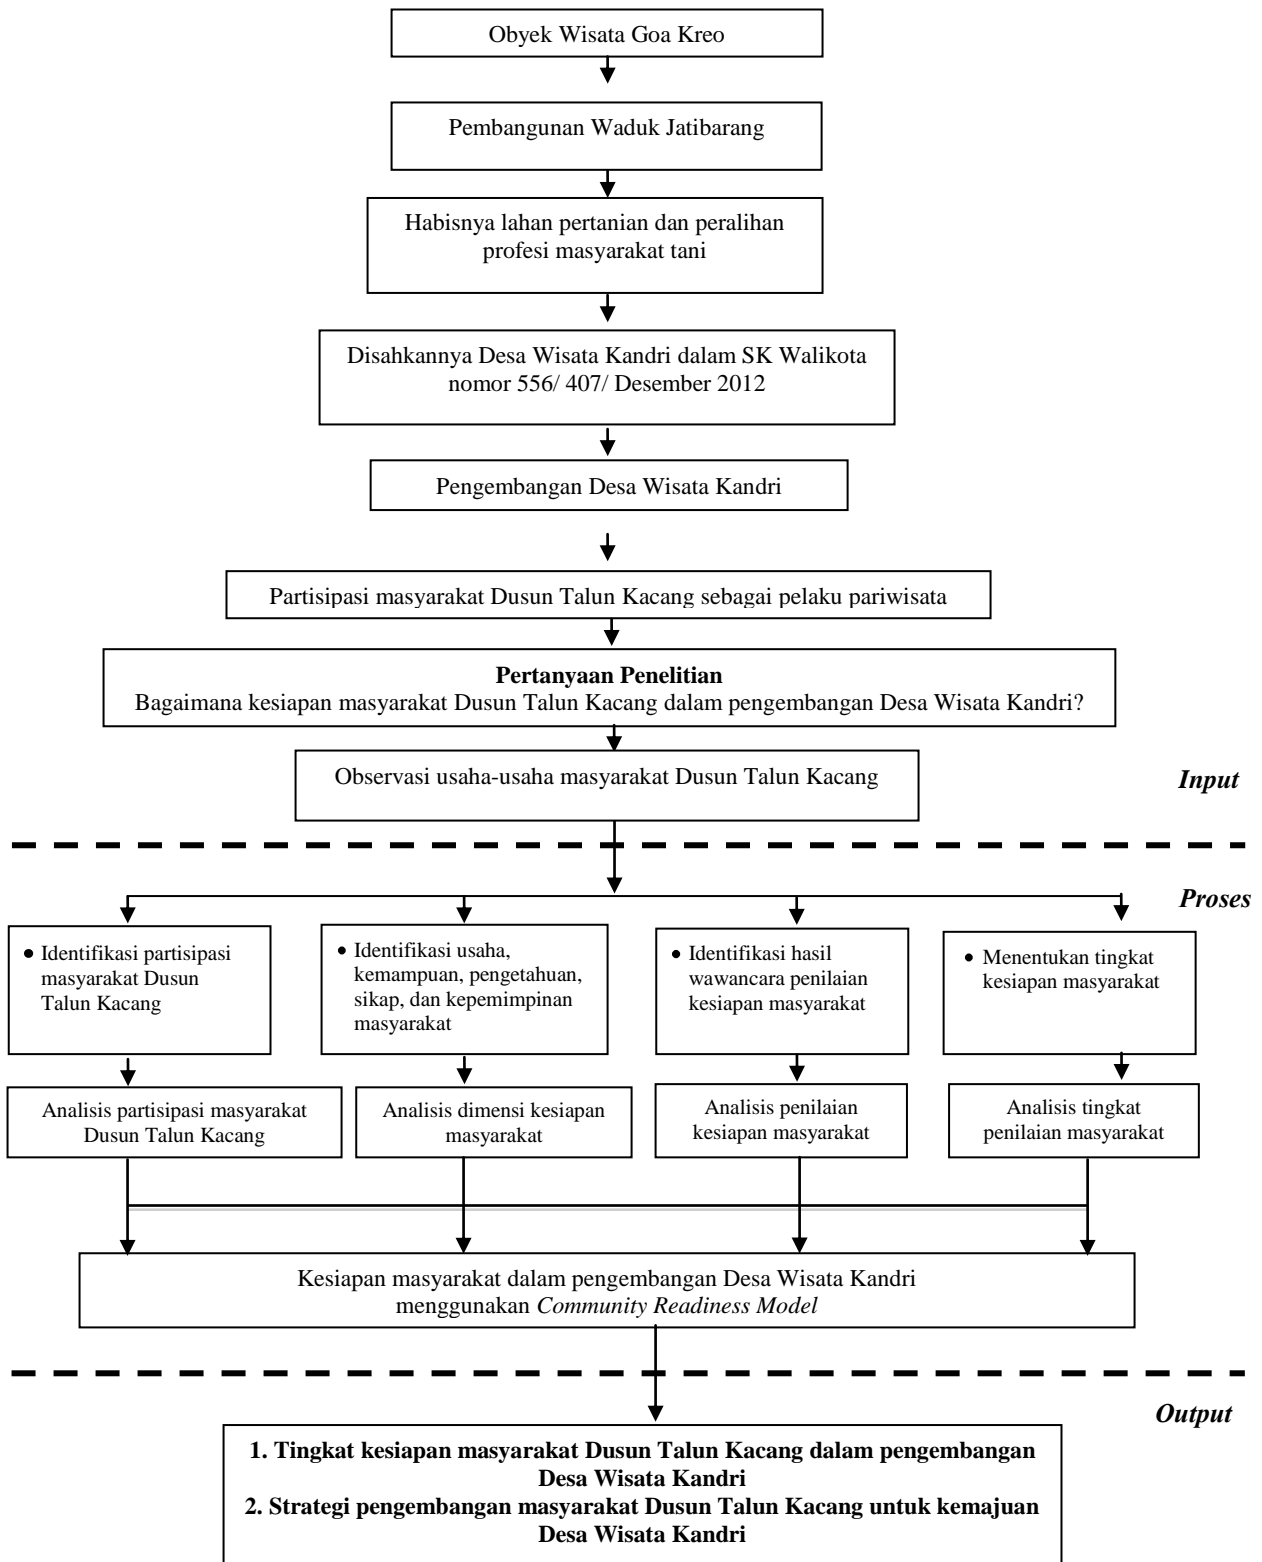 Obyek Wisata Goa Kreo
Pembangunan Waduk Jatibarang
Habisnya lahan pertanian dan peralihan
profesi masyarakat tani
Disahkannya Desa Wisata Kandri dalam SK Walikota
nomor 556/ 407/ Desember 2012
Pengembangan Desa Wisata Kandri
Partisipasi masyarakat Dusun Talun Kacang sebagai pelaku pariwisata
Pertanyaan Penelitian
Bagaimana kesiapan masyarakat Dusun Talun Kacang dalam pengembangan Desa Wisata Kandri?
Observasi usaha-usaha masyarakat Dusun Talun Kacang
Input
Proses
• Identifikasi partisipasi
masyarakat Dusun
Talun Kacang
• Identifikasi usaha,
kemampuan, pengetahuan,
sikap, dan kepemimpinan
masyarakat
• Identifikasi hasil
wawancara penilaian
kesiapan masyarakat
• Menentukan tingkat
kesiapan masyarakat
Analisis partisipasi masyarakat
Dusun Talun Kacang
Analisis dimensi kesiapan
masyarakat
Analisis penilaian
kesiapan masyarakat
Analisis tingkat
penilaian masyarakat
Kesiapan masyarakat dalam pengembangan Desa Wisata Kandri
menggunakan Community Readiness Model
Output
1. Tingkat kesiapan masyarakat Dusun Talun Kacang dalam pengembangan
Desa Wisata Kandri
2. Strategi pengembangan masyarakat Dusun Talun Kacang untuk kemajuan
Desa Wisata Kandri